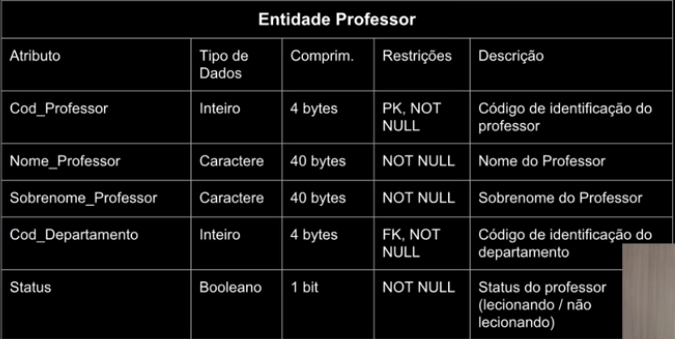 Entidade Professor
Atributo Tipo de Dados Comprim. Restrições Descrição
Cod_Professor Inteiro 4 bytes PK, NOT NULL Código de identificação do professor
Nome_Professor Caractere 40 bytes NOT NULL Nome do Professor
Sobrenome_Professor Caractere 40 bytes NOT NULL Sobrenome do Professor
Cod_Departamento Inteiro 4 bytes FK, NOT NULL Código de identificação do departamento
Status Booleano 1 bit NOT NULL Status do professor (lecionando / não lecionando)